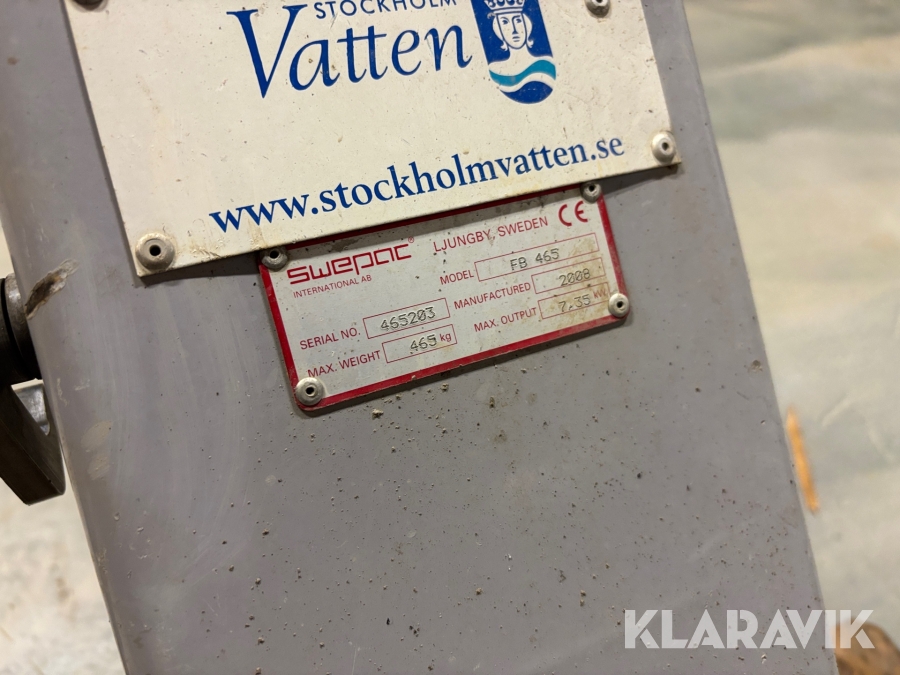 STOCKHOLM
Vatten
www.stockholmvatten.se
swepac® LJUNGBY, SWEDEN CE
INTERNATIONAL AB
MODEL FB 465
SERIAL NO. 465203 MANUFACTURED 2008
MAX. WEIGHT 465 kg MAX. OUTPUT 7.35 kW
KLARAVIK